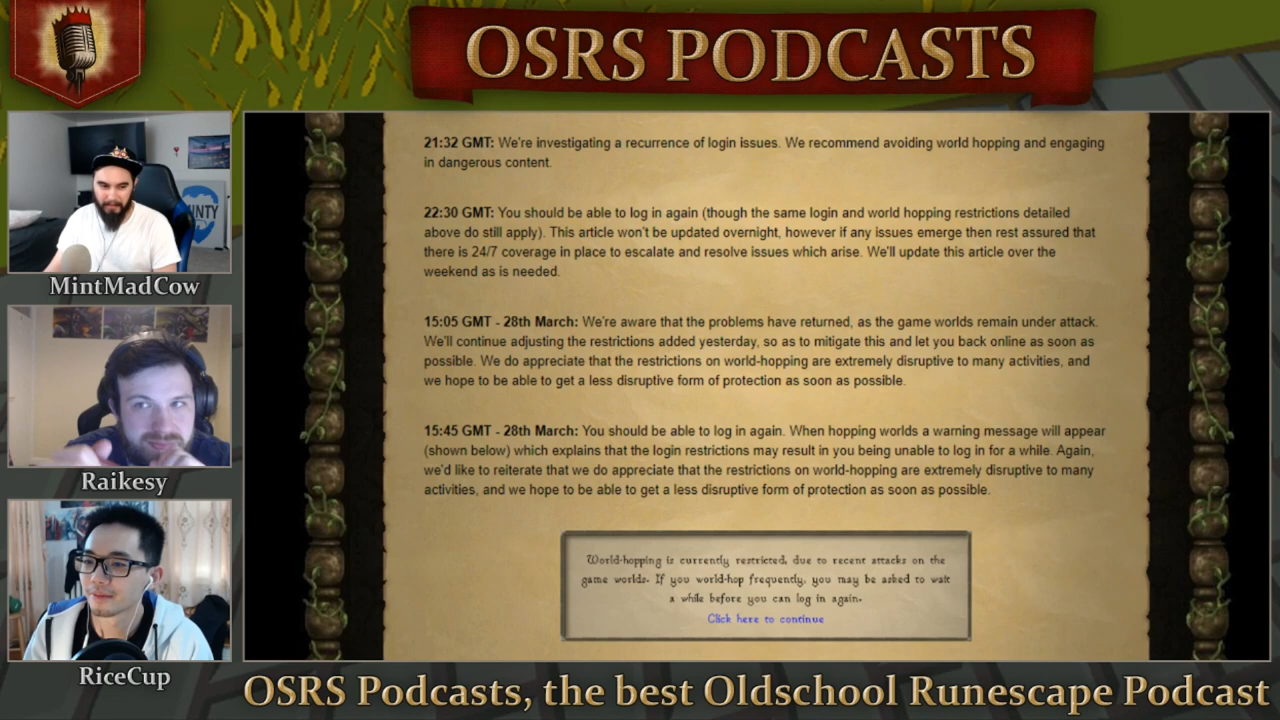 OSRS PODCASTS
MintMadCow
Raikesy
RiceCup
21:32 GMT: We're investigating a recurrence of login issues. We recommend avoiding world hopping and engaging
in dangerous content.
22:30 GMT: You should be able to log in again (though the same login and world hopping restrictions detailed
above do still apply). This article won't be updated overnight, however if any issues emerge then rest assured that
there is 24/7 coverage in place to escalate and resolve issues which arise. We'll update this article over the
weekend as is needed.
15:05 GMT - 28th March: We're aware that the problems have returned, as the game worlds remain under attack.
We'll continue adjusting the restrictions added yesterday, so as to mitigate this and let you back online as soon as
possible. We do appreciate that the restrictions on world-hopping are extremely disruptive to many activities, and
we hope to be able to get a less disruptive form of protection as soon as possible.
15:45 GMT - 28th March: You should be able to log in again. When hopping worlds a warning message will appear
(shown below) which explains that the login restrictions may result in you being unable to log in for a while. Again,
we'd like to reiterate that we do appreciate that the restrictions on world-hopping are extremely disruptive to many
activities, and we hope to be able to get a less disruptive form of protection as soon as possible.
World-hopping is currently restricted, due to recent attacks on the
game worlds. If you world-hop frequently, you may be asked to wait
a while before you can log in again.
Click here to continue
OSRS Podcasts, the best Oldschool Runescape Podcast